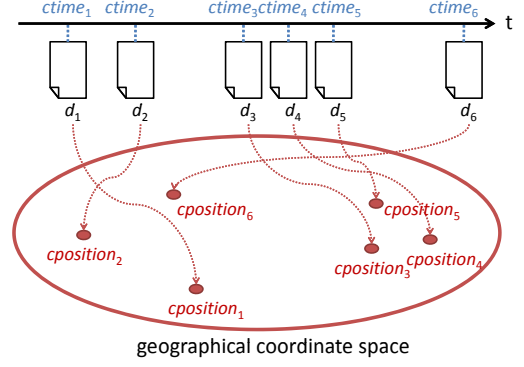 ctime₁ ctime₂ ctime₃ ctime₄ ctime₅ ctime₆
t
d₁ d₂ d₃ d₄ d₅ d₆
cposition₆ cposition₅
cposition₂ cposition₃ cposition₄
cposition₁
geographical coordinate space